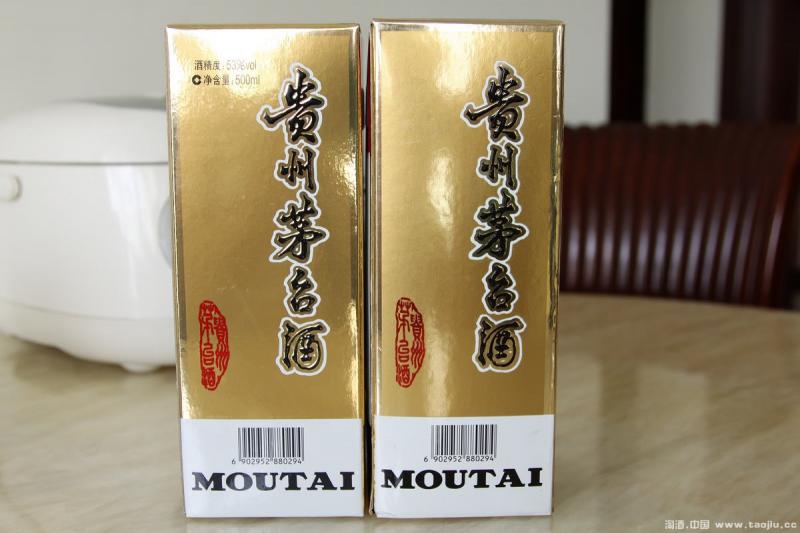 酒精度:53%vol
净含量:500ml
贵州茅台酒
贵州
茅台酒
6 902952 880294
MOUTAI
贵州茅台酒
贵州
茅台酒
6 902952 880294
MOUTAI
淘酒.中国 www.taojiu.cc